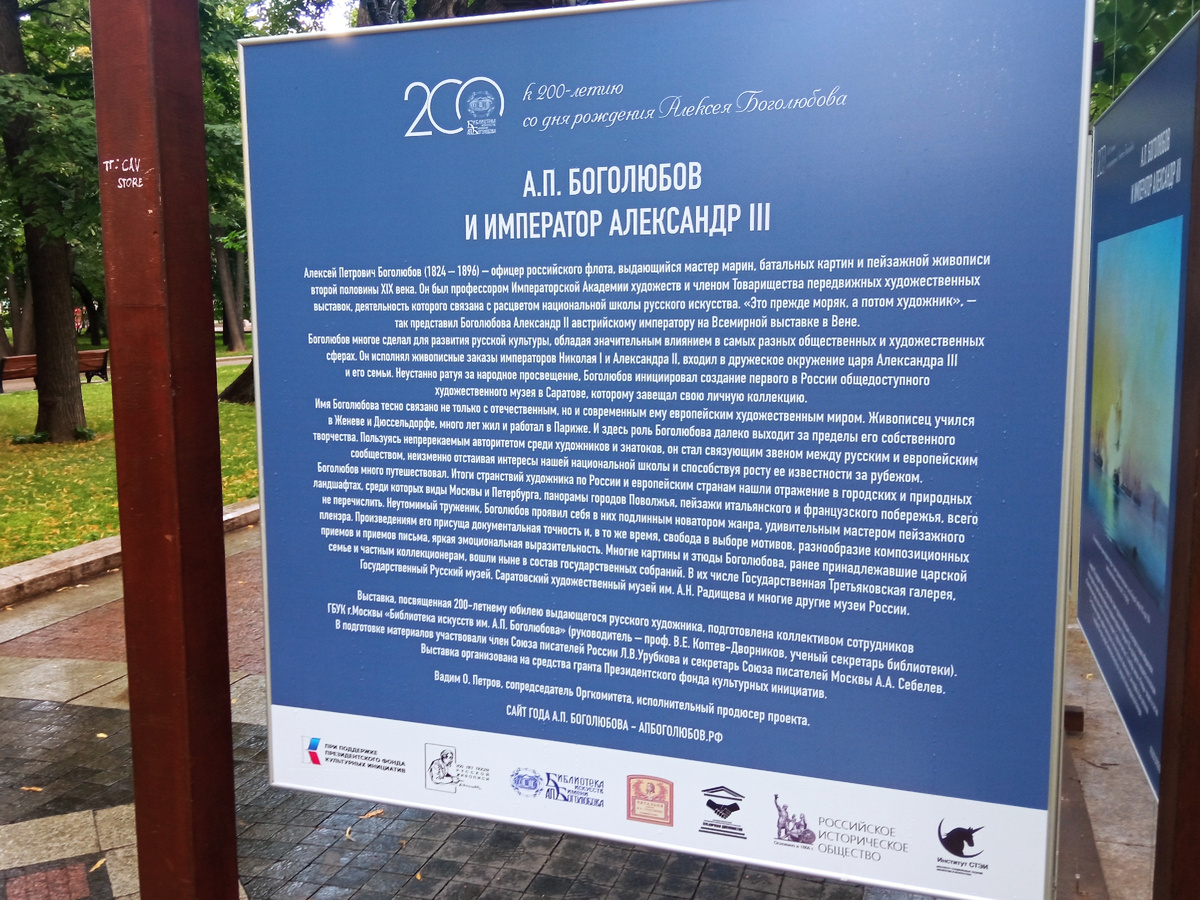 тг: CAV
STORE
200
БИБЛИОТЕКА
БОГОЛЮБОВА
к 200-летию
со дня рождения Алексея Боголюбова
А.П. БОГОЛЮБОВ
И ИМПЕРАТОР АЛЕКСАНДР III
Алексей Петрович Боголюбов (1824 – 1896) – офицер российского флота, выдающийся мастер марин, батальных картин и пейзажной живописи
второй половины XIX века. Он был профессором Императорской Академии художеств и членом Товарищества передвижных художественных
выставок, деятельность которого связана с расцветом национальной школы русского искусства. «Это прежде моряк, а потом художник», –
так представил Боголюбова Александр II австрийскому императору на Всемирной выставке в Вене.
Боголюбов многое сделал для развития русской культуры, обладая значительным влиянием в самых разных общественных и художественных
сферах. Он исполнял живописные заказы императоров Николая I и Александра II, входил в дружеское окружение царя Александра III
и его семьи. Неустанно ратуя за народное просвещение, Боголюбов инициировал создание первого в России общедоступного
художественного музея в Саратове, которому завещал свою личную коллекцию.
Имя Боголюбова тесно связано не только с отечественным, но и современным ему европейским художественным миром. Живописец учился
в Женеве и Дюссельдорфе, много лет жил и работал в Париже. И здесь роль Боголюбова далеко выходит за пределы его собственного
творчества. Пользуясь непререкаемым авторитетом среди художников и знатоков, он стал связующим звеном между русским и европейским
сообществом, неизменно отстаивая интересы нашей национальной школы и способствуя росту ее известности за рубежом.
Боголюбов много путешествовал. Итоги странствий художника по России и европейским странам нашли отражение в городских и природных
ландшафтах, среди которых виды Москвы и Петербурга, панорамы городов Поволжья, пейзажи итальянского и французского побережья, всего
не перечислить. Неутомимый труженик, Боголюбов проявил себя в них подлинным новатором жанра, удивительным мастером пейзажного
пленэра. Произведениям его присуща документальная точность и, в то же время, свобода в выборе мотивов, разнообразие композиционных
приемов и приемов письма, яркая эмоциональная выразительность. Многие картины и этюды Боголюбова, ранее принадлежавшие царской
семье и частным коллекционерам, вошли ныне в состав государственных собраний. В их числе Государственная Третьяковская галерея,
Государственный Русский музей, Саратовский художественный музей им. А.Н. Радищева и многие другие музеи России.
Выставка, посвященная 200-летнему юбилею выдающегося русского художника, подготовлена коллективом сотрудников
ГБУК г.Москвы «Библиотека искусств им. А.П. Боголюбова» (руководитель – проф. В.Е. Коптев-Дворников, ученый секретарь библиотеки).
В подготовке материалов участвовали член Союза писателей России Л.В.Урубкова и секретарь Союза писателей Москвы А.А. Себелев.
Выставка организована на средства гранта Президентского фонда культурных инициатив.
Вадим О. Петров, сопредседатель Оргкомитета, исполнительный продюсер проекта.
САЙТ ГОДА А.П. БОГОЛЮБОВА – АПБОГОЛЮБОВ.РФ
ПРИ ПОДДЕРЖКЕ
ПРЕЗИДЕНТСКОГО ФОНДА
КУЛЬТУРНЫХ ИНИЦИАТИВ
БИБЛИОТЕКА
ИСКУССТВ
ИМЕНИ
АП БОГОЛЮБОВА
РОССИЙСКОЕ
ИСТОРИЧЕСКОЕ
ОБЩЕСТВО
Основано в 1866 г.
Институт СТЭИ
А.П. БОГОЛЮБОВ
И ИМПЕРАТОР АЛЕКСАНДР III